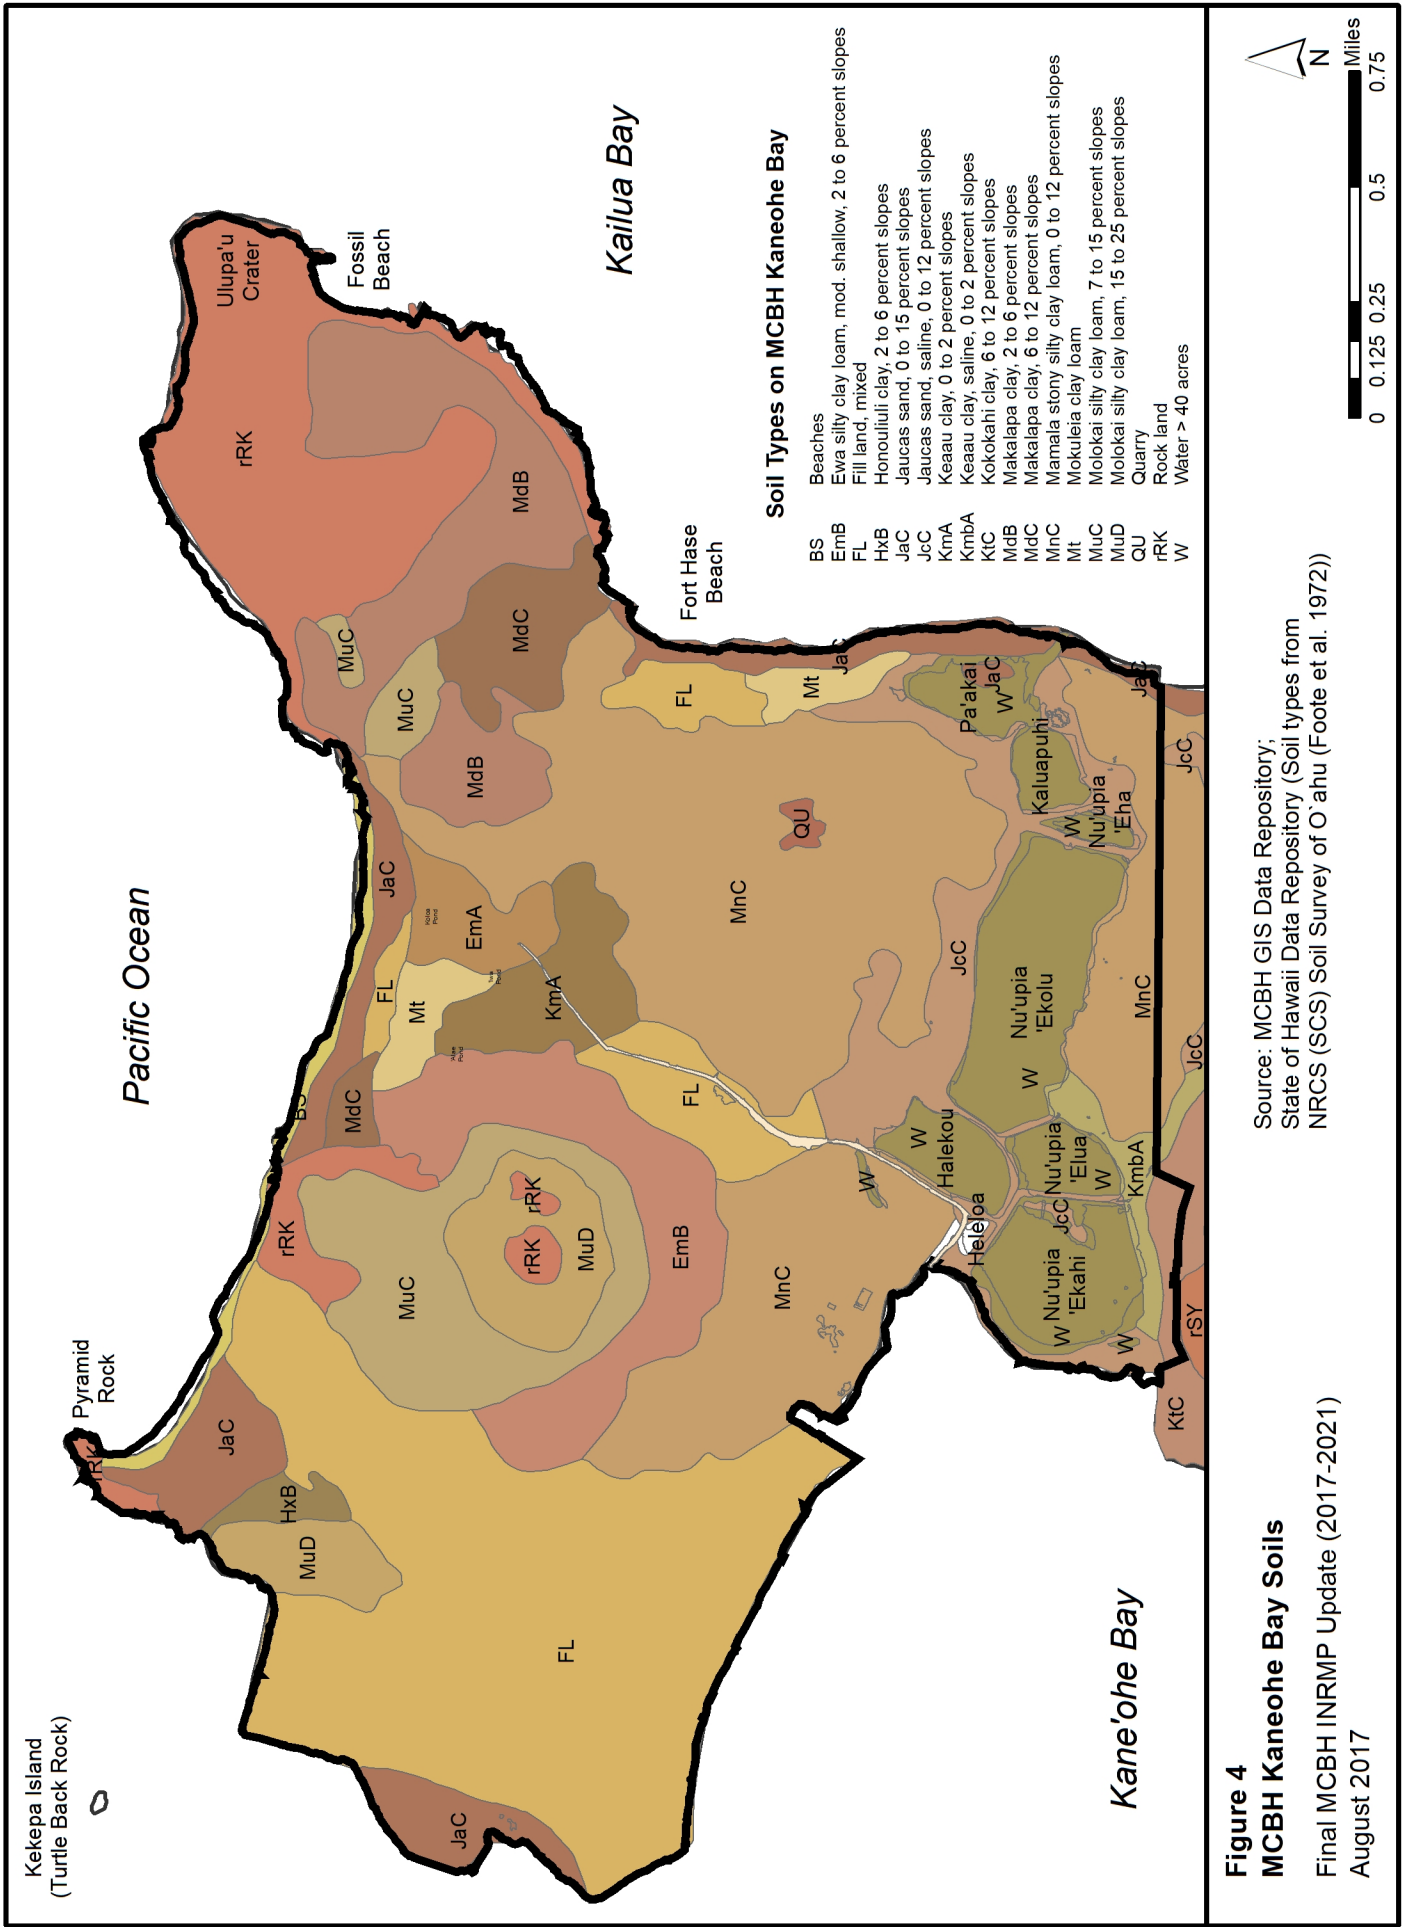 Kekepa Island
(Turtle Back Rock)
Pyramid
Rock
Pacific Ocean
Ulupa'u
Crater
Fossil
Beach
Kailua Bay
Fort Hase
Beach
Kane'ohe Bay
rRK
JaC
HxB
MuD
FL
JaC
rRK
BS
MdC
FL
JaC
Mt
EmA
Koloa
Pond
KmA
MuC
rRK
rRK
MuD
EmB
FL
MnC
MnC
QU
MdB
MuC
MuC
MdC
MdB
rRK
FL
Mt
JaC
Pa'akai
W
JaC
Kaluapuhi
W
Nu'upia
'Eha
JcC
Nu'upia
'Ekolu
W
MnC
W
Halekou
W
Heleloa
Nu'upia
'Elua
W
KmbA
JcC
Nu'upia
'Ekahi
W
W
KtC
rSY
JcC
JcC
JaC
Soil Types on MCBH Kaneohe Bay
BS Beaches
EmB Ewa silty clay loam, mod. shallow, 2 to 6 percent slopes
FL Fill land, mixed
HxB Honouliuli clay, 2 to 6 percent slopes
JaC Jaucas sand, 0 to 15 percent slopes
JcC Jaucas sand, saline, 0 to 12 percent slopes
KmA Keaau clay, 0 to 2 percent slopes
KmbA Keaau clay, saline, 0 to 2 percent slopes
KtC Kokokahi clay, 6 to 12 percent slopes
MdB Makalapa clay, 2 to 6 percent slopes
MdC Makalapa clay, 6 to 12 percent slopes
MnC Mamala stony silty clay loam, 0 to 12 percent slopes
Mt Mokuleia clay loam
MuC Molokai silty clay loam, 7 to 15 percent slopes
MuD Molokai silty clay loam, 15 to 25 percent slopes
QU Quarry
rRK Rock land
W Water > 40 acres
Figure 4
MCBH Kaneohe Bay Soils
Final MCBH INRMP Update (2017-2021)
August 2017
Source: MCBH GIS Data Repository;
State of Hawaii Data Repository (Soil types from
NRCS (SCS) Soil Survey of O`ahu (Foote et al. 1972))
N
Miles
0 0.125 0.25 0.5 0.75